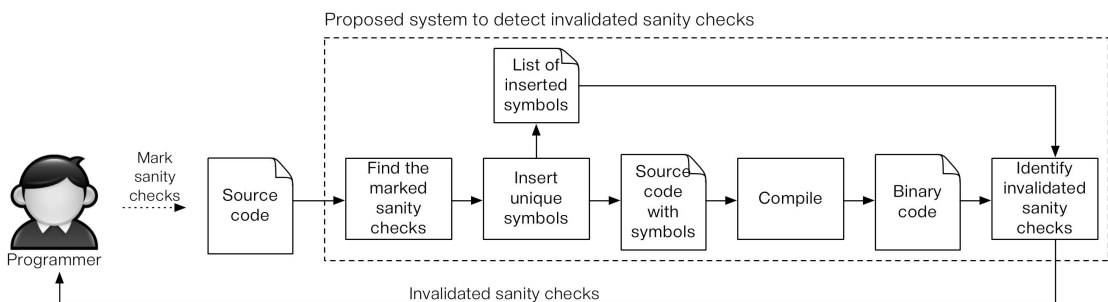 Proposed system to detect invalidated sanity checks
List of
inserted
symbols
Mark
sanity
checks
Programmer
Source
code
Find the
marked
sanity
checks
Insert
unique
symbols
Source
code
with
symbols
Compile
Binary
code
Identify
invalidated
sanity
checks
Invalidated sanity checks